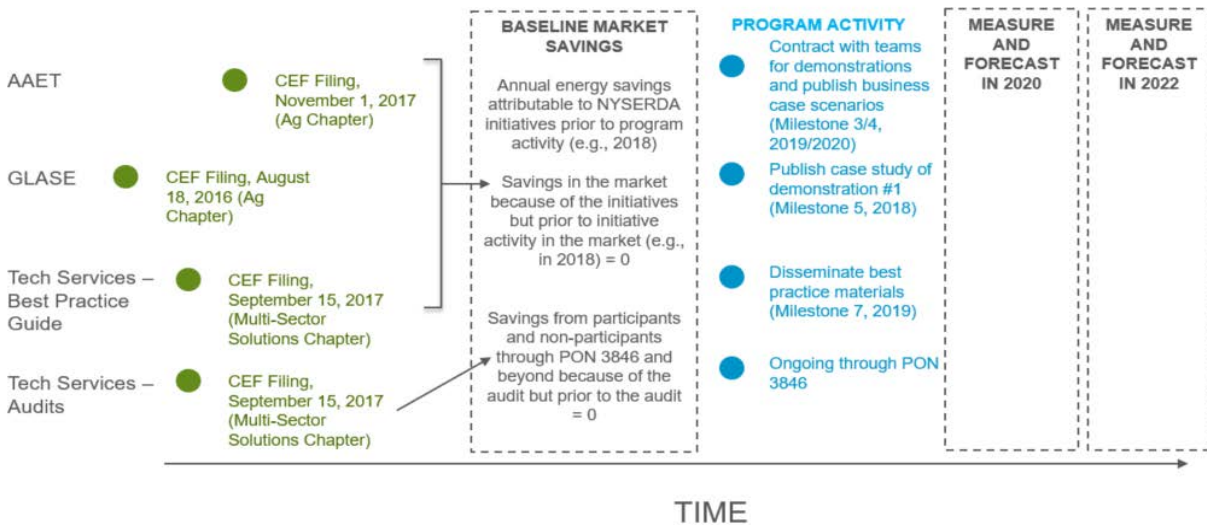 AAET
CEF Filing,
November 1, 2017
(Ag Chapter)
GLASE
CEF Filing, August
18, 2016 (Ag
Chapter)
Tech Services –
Best Practice
Guide
CEF Filing,
September 15, 2017
(Multi-Sector
Solutions Chapter)
Tech Services –
Audits
CEF Filing,
September 15, 2017
(Multi-Sector
Solutions Chapter)
BASELINE MARKET
SAVINGS
Annual energy savings
attributable to NYSERDA
initiatives prior to program
activity (e.g., 2018)
Savings in the market
because of the initiatives
but prior to initiative
activity in the market (e.g.,
in 2018) = 0
Savings from participants
and non-participants
through PON 3846 and
beyond because of the
audit but prior to the audit
= 0
PROGRAM ACTIVITY
Contract with teams
for demonstrations
and publish business
case scenarios
(Milestone 3/4,
2019/2020)
Publish case study of
demonstration #1
(Milestone 5, 2018)
Disseminate best
practice materials
(Milestone 7, 2019)
Ongoing through PON
3846
MEASURE
AND
FORECAST
IN 2020
MEASURE
AND
FORECAST
IN 2022
TIME